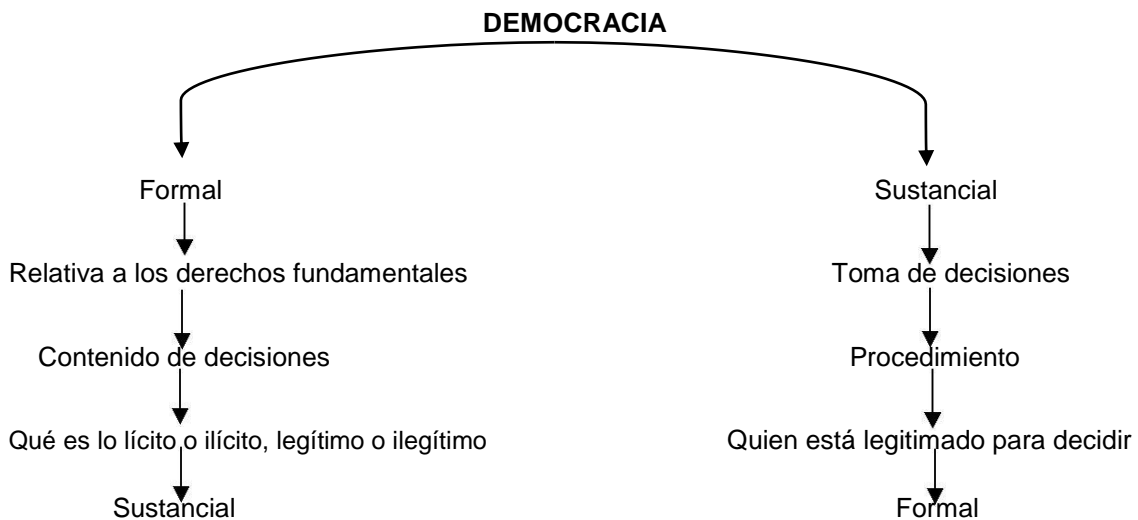 DEMOCRACIA
Formal
Sustancial
Relativa a los derechos fundamentales
Toma de decisiones
Contenido de decisiones
Procedimiento
Qué es lo lícito o ilícito, legítimo o ilegítimo
Quien está legitimado para decidir
Sustancial
Formal